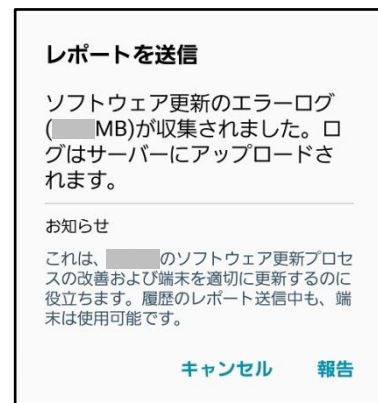 レポートを送信
ソフトウェア更新のエラーログ
( MB)が収集されました。ロ
グはサーバーにアップロードさ
れます。
お知らせ
これは、 のソフトウェア更新プロセ
スの改善および端末を適切に更新するのに
役立ちます。履歴のレポート送信中も、端
末は使用可能です。
キャンセル 報告